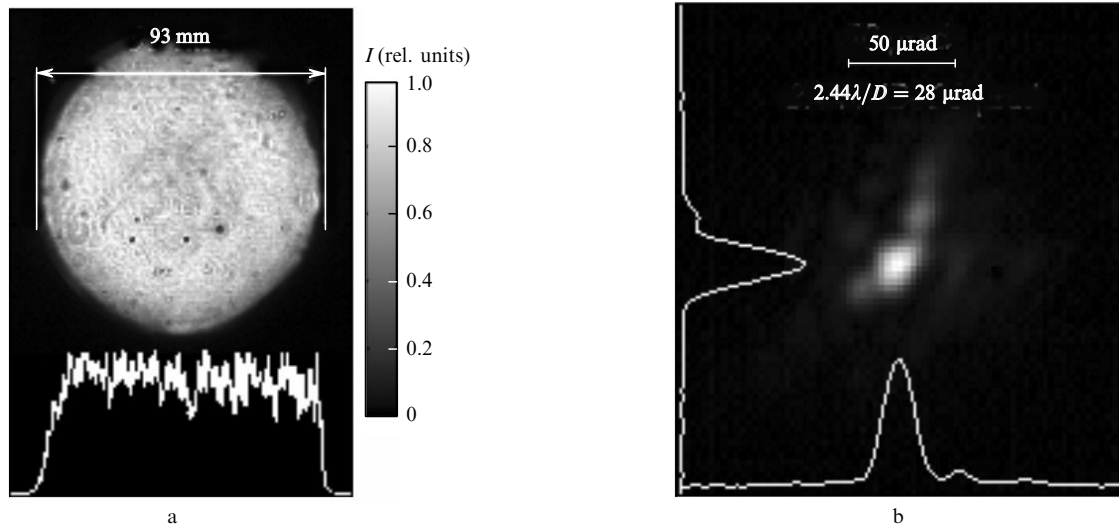 93 mm
I (rel. units)
1.0
0.8
0.6
0.4
0.2
0
a
50 μrad
2.44λ/D = 28 μrad
b